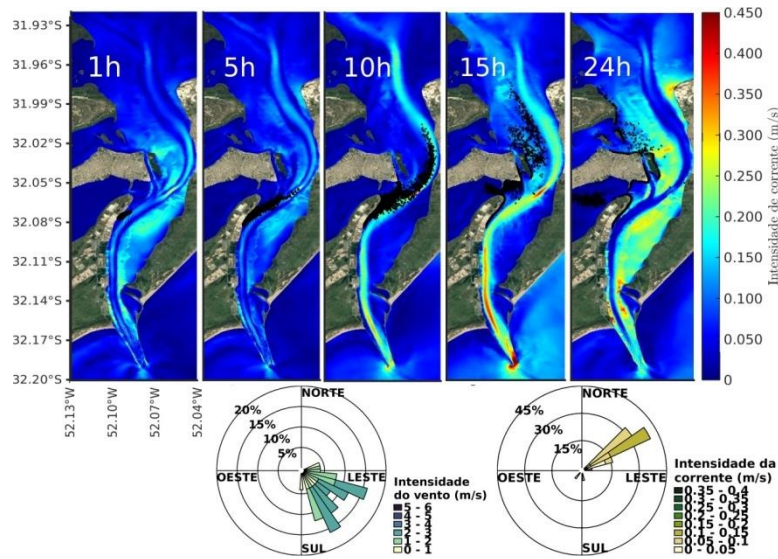 1h 5h 10h 15h 24h
31.93°S
31.96°S
31.99°S
32.02°S
32.05°S
32.08°S
32.11°S
32.14°S
32.17°S
32.20°S
52.13°W
52.10°W
52.07°W
52.04°W
0.450
0.400
0.350
0.300
0.250
0.200
0.150
0.100
0.050
0.000
Intensidade de corrente (m/s)
NORTE
20%
15%
10%
5%
OESTE
LESTE
SUL
Intensidade
do vento (m/s)
5 - 6
4 - 5
3 - 4
2 - 3
1 - 2
0 - 1
NORTE
45%
30%
15%
OESTE
LESTE
SUL
Intensidade da
corrente (m/s)
0.35 - 0.4
0.3 - 0.35
0.25 - 0.3
0.2 - 0.25
0.15 - 0.2
0.1 - 0.15
0.05 - 0.1
0.05